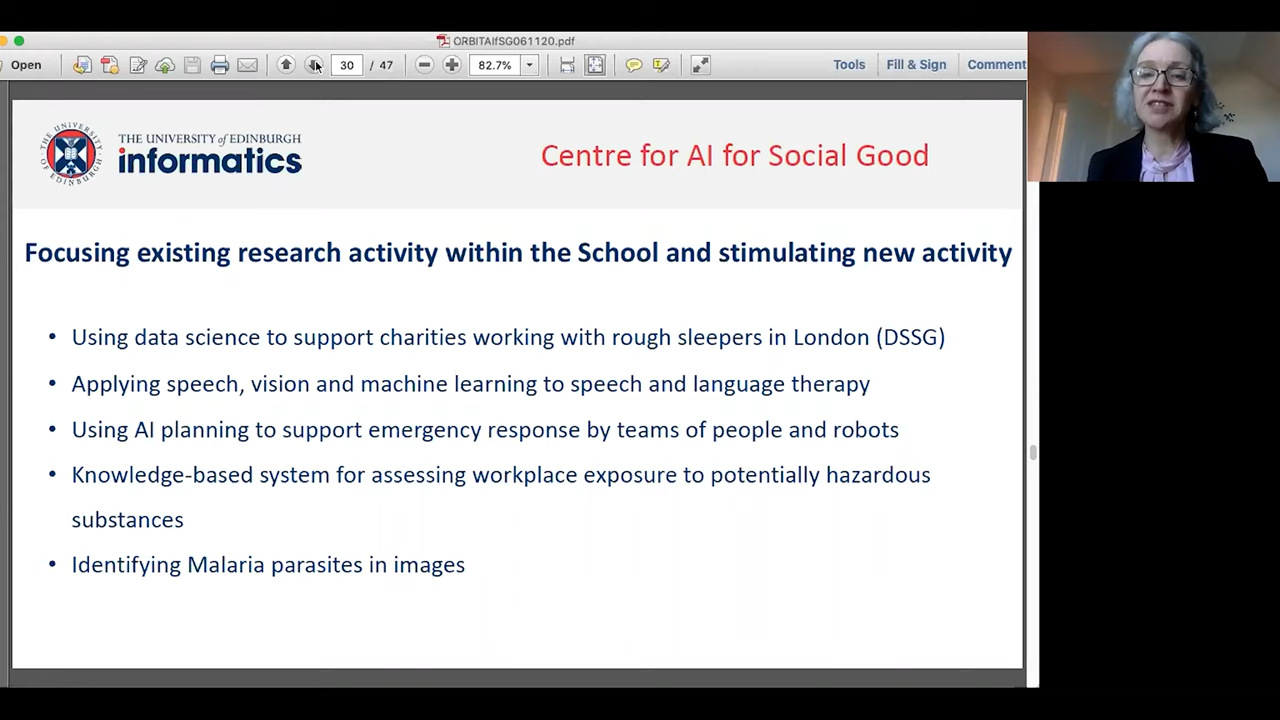 ORBITAIfSG061120.pdf
Open
30 / 47
82.7%
Tools
Fill & Sign
Comment
THE UNIVERSITY of EDINBURGH
informatics
THE UNIVERSITY OF EDINBURGH
Centre for AI for Social Good
Focusing existing research activity within the School and stimulating new activity
• Using data science to support charities working with rough sleepers in London (DSSG)
• Applying speech, vision and machine learning to speech and language therapy
• Using AI planning to support emergency response by teams of people and robots
• Knowledge-based system for assessing workplace exposure to potentially hazardous
substances
• Identifying Malaria parasites in images